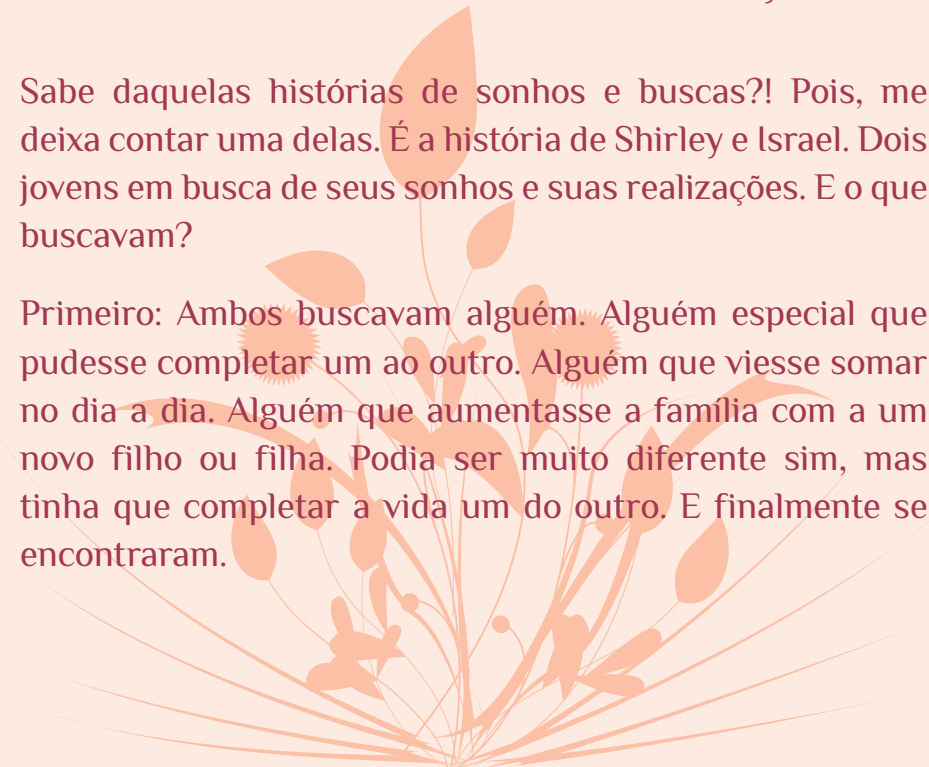 Sabe daquelas histórias de sonhos e buscas?! Pois, me
deixa contar uma delas. É a história de Shirley e Israel. Dois
jovens em busca de seus sonhos e suas realizações. E o que
buscavam?
Primeiro: Ambos buscavam alguém. Alguém especial que
pudesse completar um ao outro. Alguém que viesse somar
no dia a dia. Alguém que aumentasse a família com a um
novo filho ou filha. Podia ser muito diferente sim, mas
tinha que completar a vida um do outro. E finalmente se
encontraram.